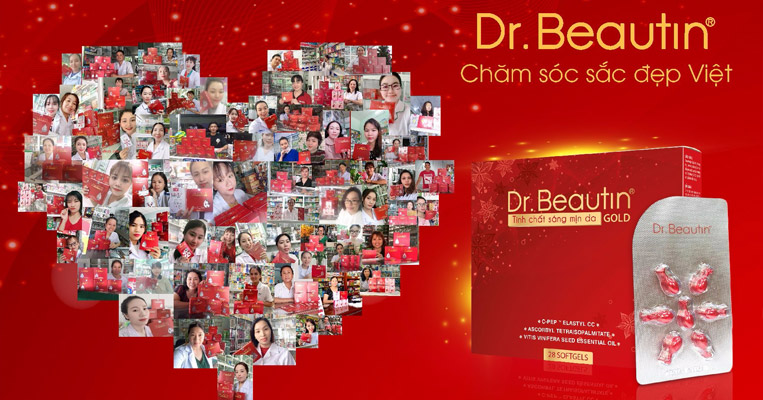 Dr.Beautin®
Chăm sóc sắc đẹp Việt
Dr.Beautin®
Tinh chất sáng mịn da GOLD
C-PEP™ ELASTYL CC
ASCORBYL TETRAISOPALMITATE
VITIS VINIFERA SEED ESSENTIAL OIL
28 SOFTGELS
Dr.Beautin®